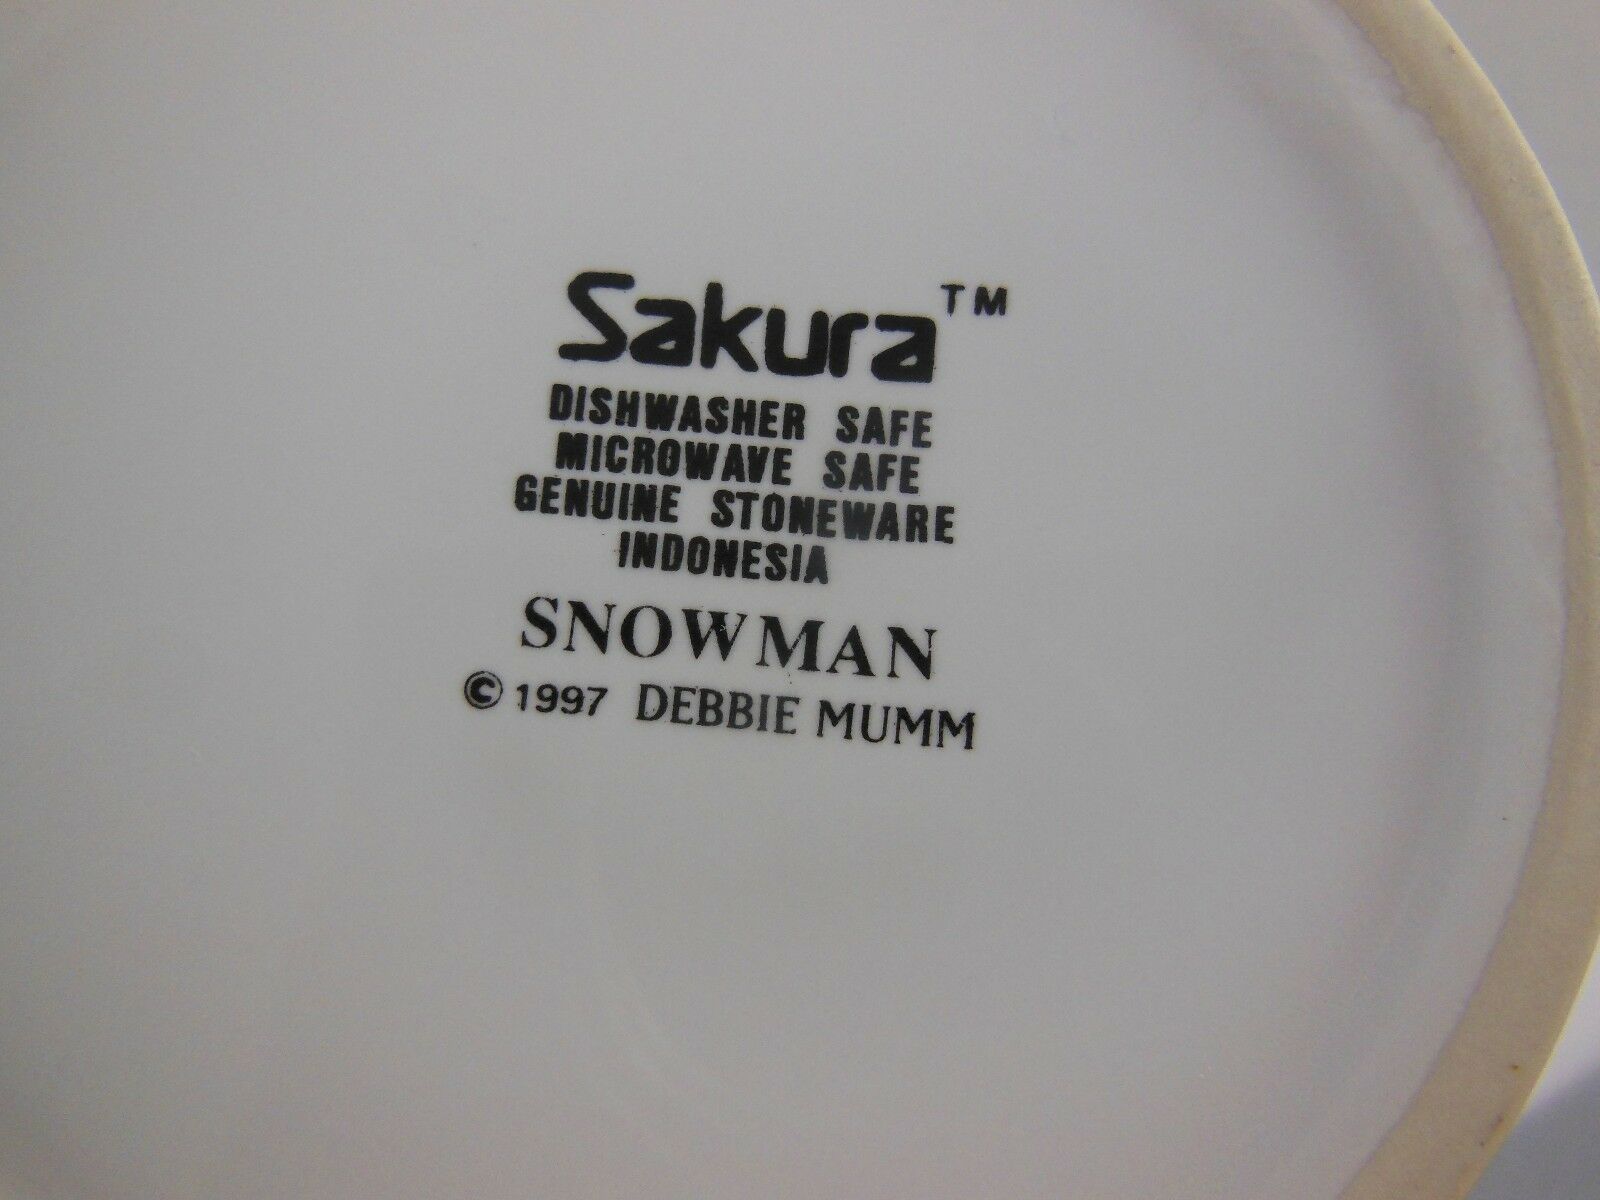 Sakura™
DISHWASHER SAFE
MICROWAVE SAFE
GENUINE STONEWARE
INDONESIA
SNOWMAN
© 1997 DEBBIE MUMM